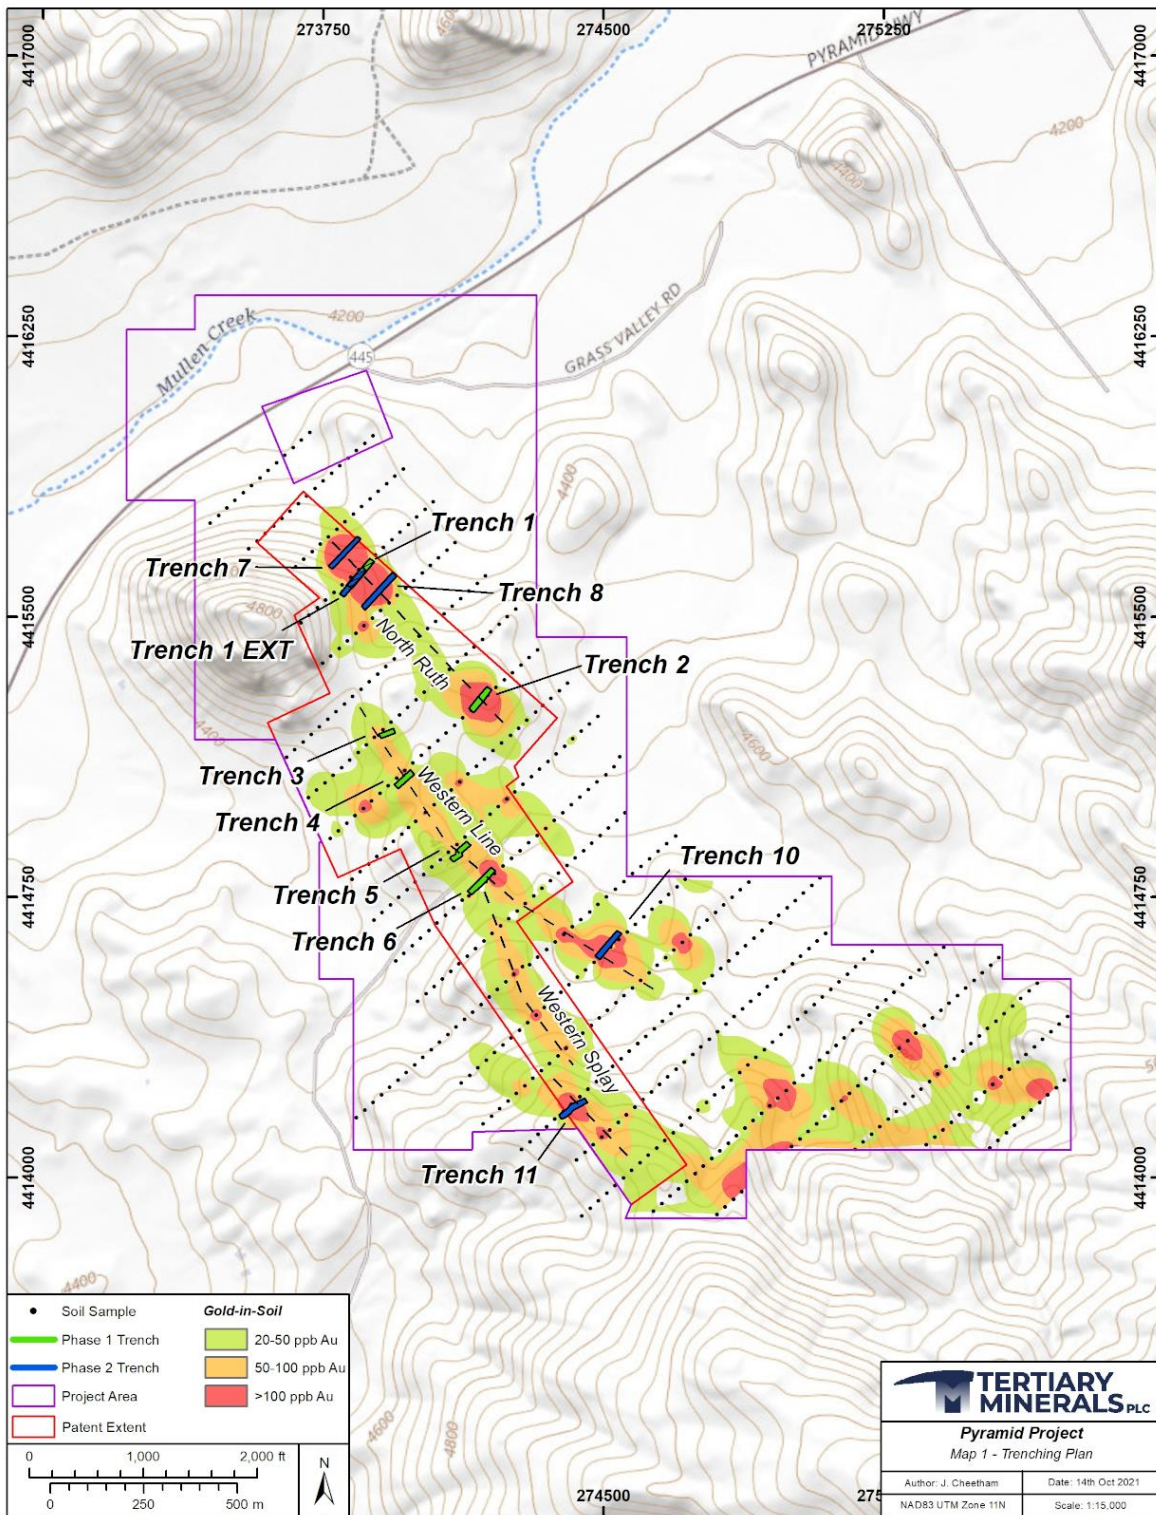 273750
274500
275250
4417000
4417000
4600
PYRAMID HWY
4200
4400
GRASS VALLEY RD
4416250
4416250
4200
Mullen Creek
445
4400
Trench 1
Trench 7
Trench 8
4800
4415500
4415500
Trench 1 EXT
North Ruth
Trench 2
4400
4600
Trench 3
Western Line
Trench 4
Trench 10
Trench 5
4414750
4414750
Trench 6
Western Splay
Trench 11
4414000
4414000
4400
4600
4800
Soil Sample
Phase 1 Trench
Phase 2 Trench
Project Area
Patent Extent
Gold-in-Soil
20-50 ppb Au
50-100 ppb Au
>100 ppb Au
0 1,000 2,000 ft
0 250 500 m
N
274500
TERTIARY
MINERALS PLC
Pyramid Project
Map 1 - Trenching Plan
Author: J. Cheetham
Date: 14th Oct 2021
NAD83 UTM Zone 11N
Scale: 1:15,000